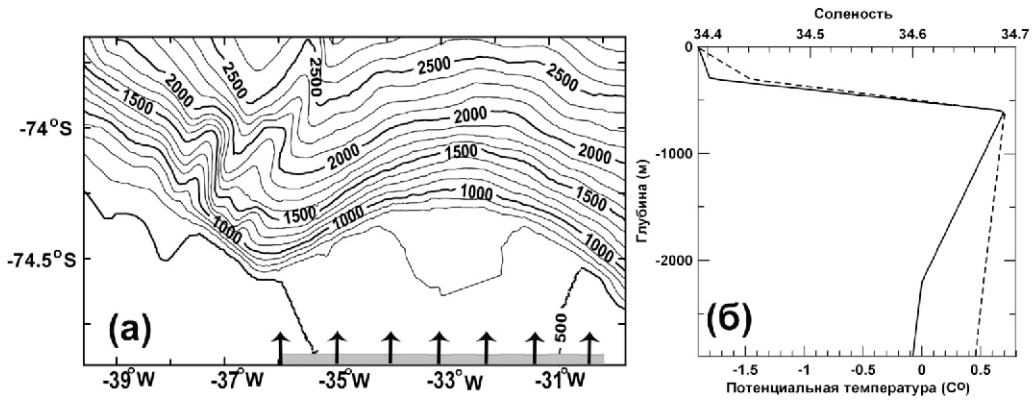 2500
2500
2500
2000
2000
2000
1500
1500
1500
1500
1000
1000
1000
1000
500
-74°S
-74.5°S
(а)
-39°W
-37°W
-35°W
-33°W
-31°W
(б)
Соленость
34.4
34.5
34.6
34.7
0
-1000
-2000
Глубина (м)
-1.5
-1
-0.5
0
0.5
Потенциальная температура (Cº)